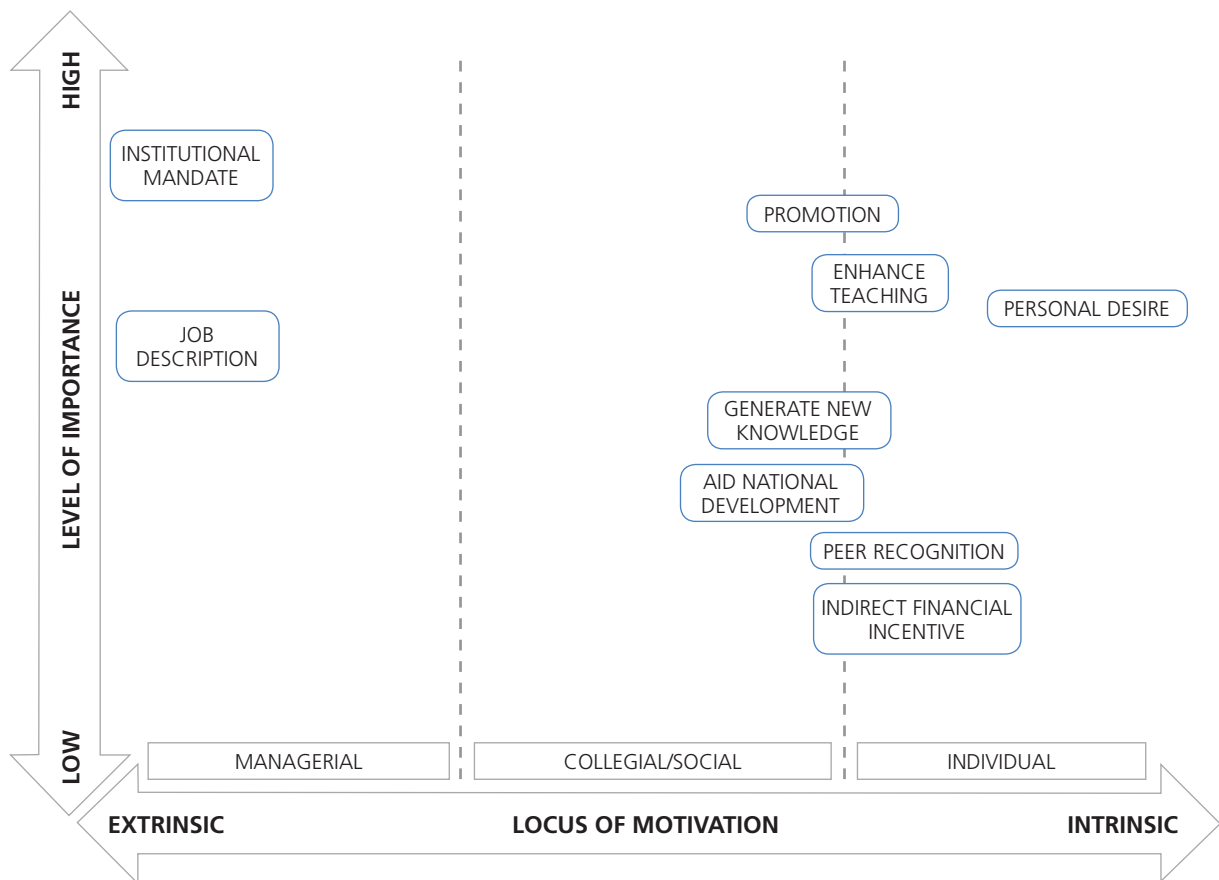 HIGH
INSTITUTIONAL
MANDATE
PROMOTION
ENHANCE
TEACHING
PERSONAL DESIRE
LEVEL OF IMPORTANCE
JOB
DESCRIPTION
GENERATE NEW
KNOWLEDGE
AID NATIONAL
DEVELOPMENT
PEER RECOGNITION
INDIRECT FINANCIAL
INCENTIVE
LOW
MANAGERIAL
COLLEGIAL/SOCIAL
INDIVIDUAL
EXTRINSIC
LOCUS OF MOTIVATION
INTRINSIC